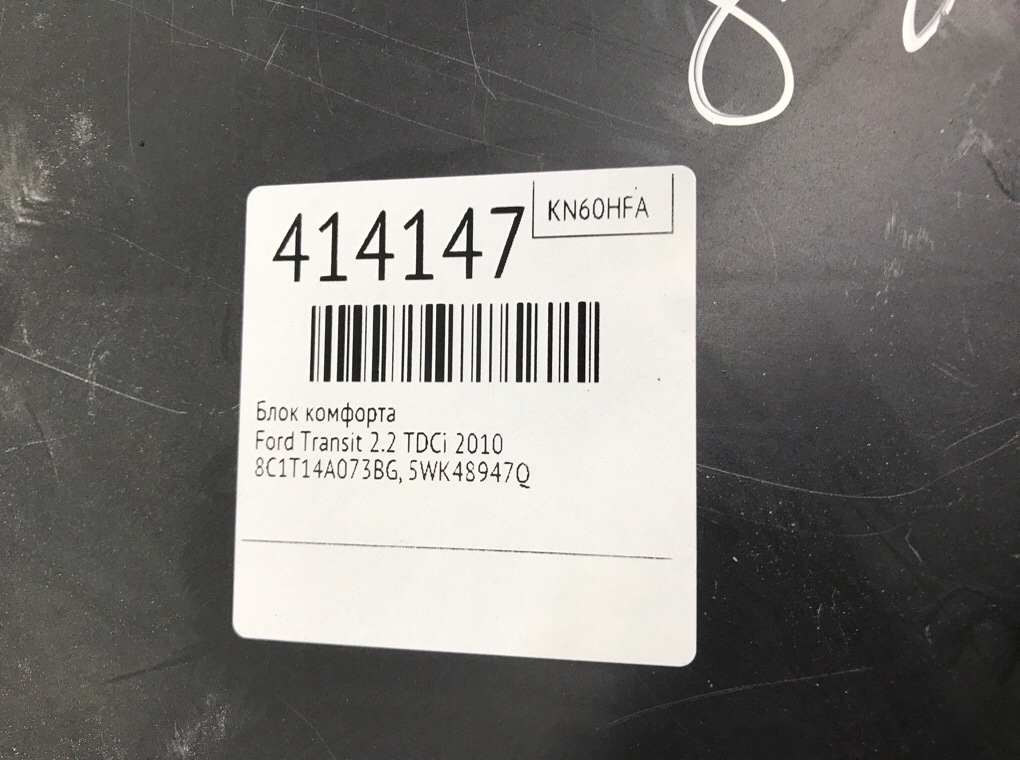 414147
KN60HFA
Блок комфорта
Ford Transit 2.2 TDCi 2010
8C1T14A073BG, 5WK48947Q